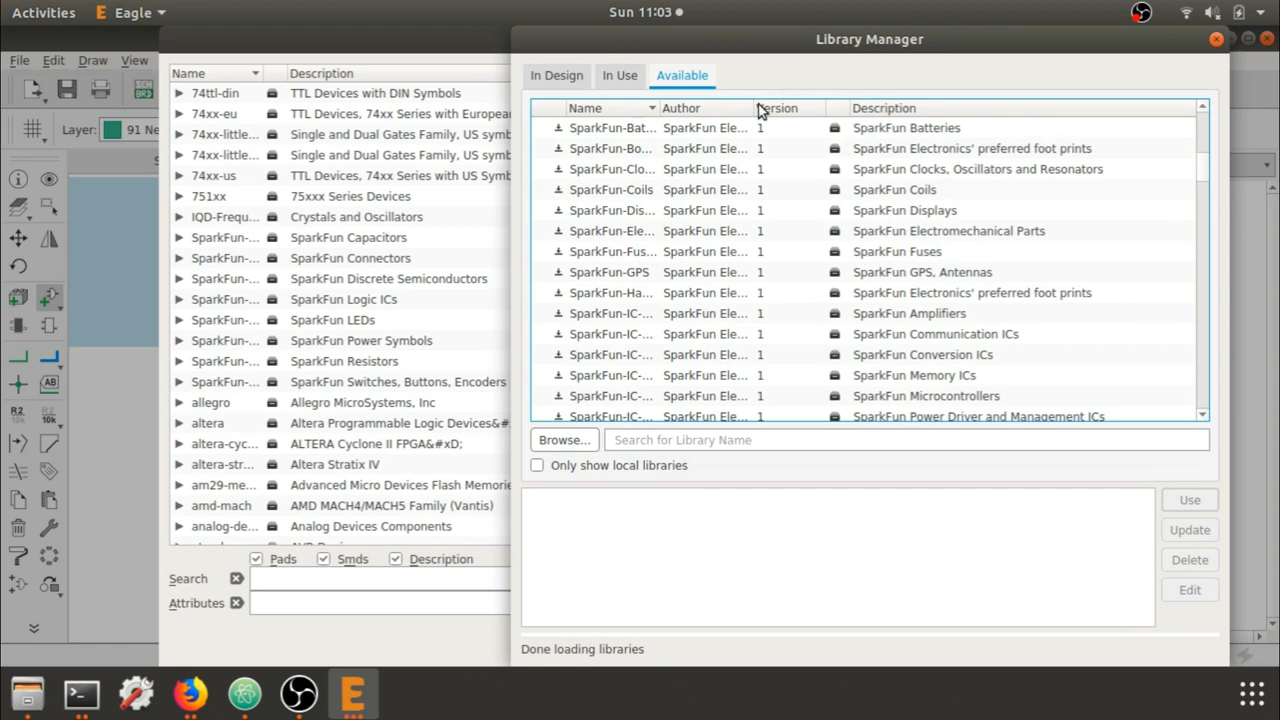 Activities
Eagle
Sun 11:03
Library Manager
File Edit Draw View
Layer: 91 Ne
Name Description
74ttl-din TTL Devices with DIN Symbols
74xx-eu TTL Devices, 74xx Series with European
74xx-little... Single and Dual Gates Family, US symb
74xx-little... Single and Dual Gates Family, US symb
74xx-us TTL Devices, 74xx Series with US Symb
751xx 75xxx Series Devices
IQD-Frequ... Crystals and Oscillators
SparkFun-... SparkFun Capacitors
SparkFun-... SparkFun Connectors
SparkFun-... SparkFun Discrete Semiconductors
SparkFun-... SparkFun Logic ICs
SparkFun-... SparkFun LEDs
SparkFun-... SparkFun Power Symbols
SparkFun-... SparkFun Resistors
SparkFun-... SparkFun Switches, Buttons, Encoders
allegro Allegro MicroSystems, Inc
altera Altera Programmable Logic Devices&#.
altera-cyc... ALTERA Cyclone II FPGA&#xD;
altera-str... Altera Stratix IV
am29-me... Advanced Micro Devices Flash Memorie
amd-mach AMD MACH4/MACH5 Family (Vantis)
analog-de... Analog Devices Components
Pads Smds Description
Search
Attributes
In Design In Use Available
Name Author Version Description
SparkFun-Bat... SparkFun Ele... 1 SparkFun Batteries
SparkFun-Bo... SparkFun Ele... 1 SparkFun Electronics' preferred foot prints
SparkFun-Clo... SparkFun Ele... 1 SparkFun Clocks, Oscillators and Resonators
SparkFun-Coils SparkFun Ele... 1 SparkFun Coils
SparkFun-Dis... SparkFun Ele... 1 SparkFun Displays
SparkFun-Ele... SparkFun Ele... 1 SparkFun Electromechanical Parts
SparkFun-Fus... SparkFun Ele... 1 SparkFun Fuses
SparkFun-GPS SparkFun Ele... 1 SparkFun GPS, Antennas
SparkFun-Ha... SparkFun Ele... 1 SparkFun Electronics' preferred foot prints
SparkFun-IC-... SparkFun Ele... 1 SparkFun Amplifiers
SparkFun-IC-... SparkFun Ele... 1 SparkFun Communication ICs
SparkFun-IC-... SparkFun Ele... 1 SparkFun Conversion ICs
SparkFun-IC-... SparkFun Ele... 1 SparkFun Memory ICs
SparkFun-IC-... SparkFun Ele... 1 SparkFun Microcontrollers
SparkFun-IC-... SparkFun Ele... 1 SparkFun Power Driver and Management ICs
Browse... Search for Library Name
Only show local libraries
Use
Update
Delete
Edit
Done loading libraries